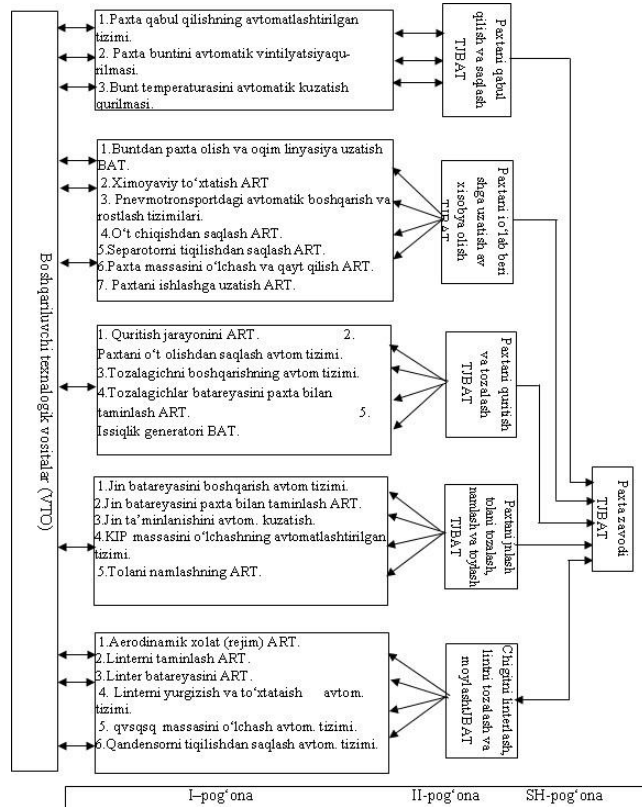 Boshqariluvchi texnalogik vositalar (VTO)
1.Paxta qabul qilishning avtomatlashtirilgan
tizimi.
2. Paxta buntini avtomatik vintilyatsiyaqu-
rilmasi.
3.Bunt temperaturasini avtomatik kuzatish
qurilmasi.
Paxtani qabul
qilish va saqlash
TJBAT
1.Buntdan paxta olish va oqim linyasiya uzatish
BAT.
2.Ximoyaviy to‘xtatish ART
3. Pnevmotronsportdagi avtomatik boshqarish va
rostlash tizimilari.
4.O‘t chiqishdan saqlash ART.
5.Separotorni tiqilishdan saqlash ART.
6.Paxta massasini o‘lchash va qayt qilish ART.
7. Paxtani ishlashga uzatish ART.
Paxtani io‘lab beri
shga uzatish av
xisobya olish
TJBAT
1. Quritish jarayonini ART. 2.
Paxtani o‘t olishdan saqlash avtom tizimi.
3.Tozalagichni boshqarishning avtom tizimi.
4.Tozalagichlar batareyasini paxta bilan
taminlash ART. 5.
Issiqlik generatori BAT.
Paxtani quritish
va tozalash
TJBAT
1.Jin batareyasini boshqarish avtom tizimi.
2.Jin batareyasini paxta bilan taminlash ART.
3.Jin ta’minlanishini avtom. kuzatish.
4.KIP massasini o‘lchashning avtomatlashtirilgan
tizimi.
5.Tolani namlashning ART.
Paxtani jnlash
tolani tozalash,
namlash va toylash
TJBAT
Paxta zavodi
TJBAT
1.Aerodinamik xolat (rejim) ART.
2.Linterni taminlash ART.
3.Linter batareyasini ART.
4. Linterni yurgizish va to‘xtataish avtom.
tizimi.
5. qvsqsq massasini o‘lchash avtom. tizimi.
6.Qandensorni tiqilishdan saqlash avtom. tizimi.
Chigitni linterlash,
lintni tozalash va
moylashtJBAT
I–pog‘ona II-pog‘ona SH-pog‘ona